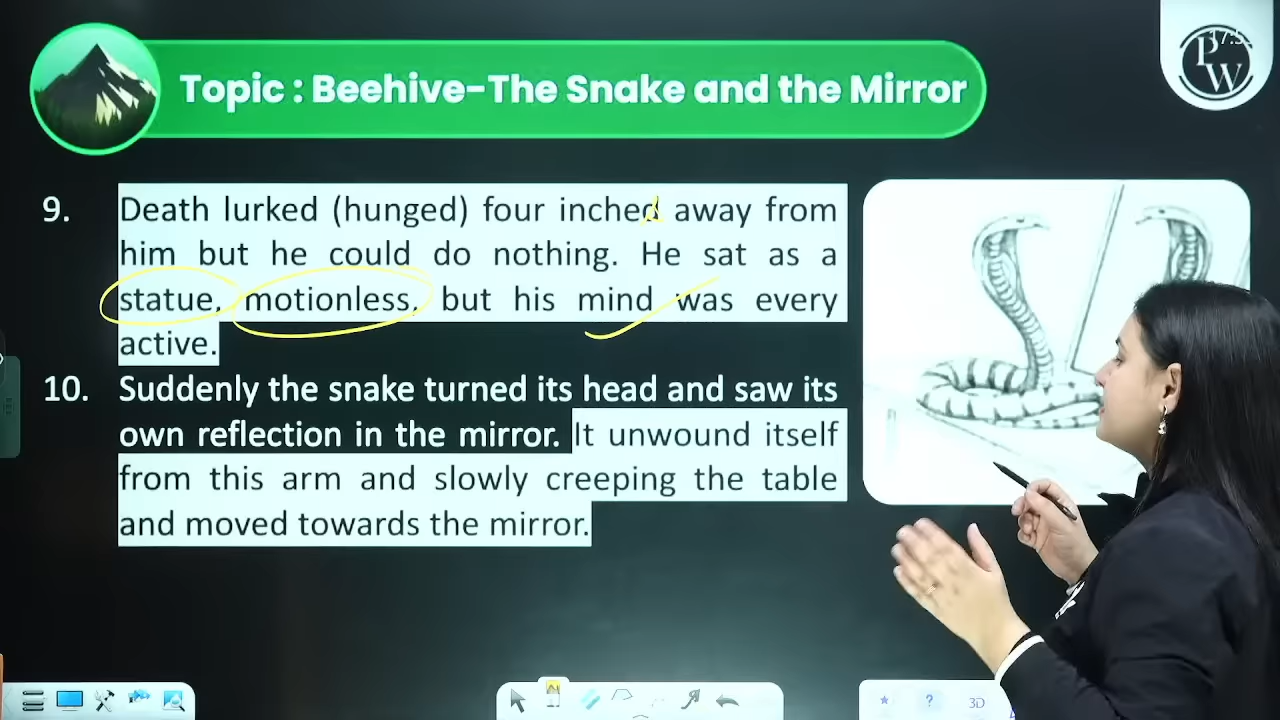 Topic : Beehive-The Snake and the Mirror
PW
9. Death lurked (hunged) four inched away from
him but he could do nothing. He sat as a
statue, motionless, but his mind was every
active.
10. Suddenly the snake turned its head and saw its
own reflection in the mirror. It unwound itself
from this arm and slowly creeping the table
and moved towards the mirror.
?
3D